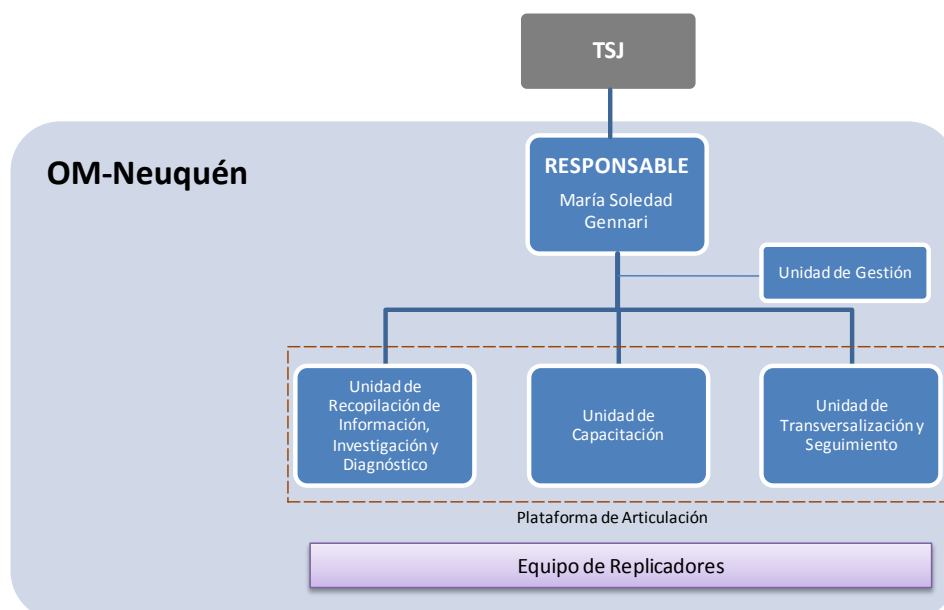 TSJ
OM-Neuquén
RESPONSABLE
María Soledad
Gennari
Unidad de Gestión
Unidad de
Recopilación de
Información,
Investigación y
Diagnóstico
Unidad de
Capacitación
Unidad de
Transversalización y
Seguimiento
Plataforma de Articulación
Equipo de Replicadores